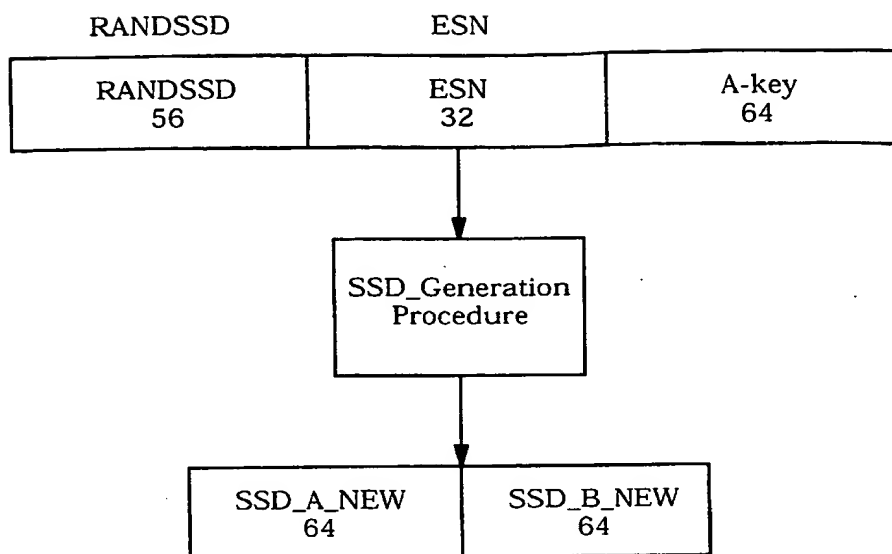 RANDSSD ESN
RANDSSD ESN A-key
56 32 64
SSD_Generation
Procedure
SSD_A_NEW SSD_B_NEW
64 64